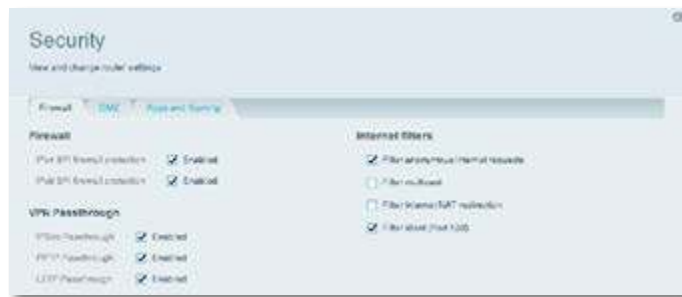 Security
View and change router settings
Firewall DMZ Apps and Gaming
Firewall
IPv6 SPI firewall protection Enabled
IPv4 SPI firewall protection Enabled
VPN Passthrough
IPSec Passthrough Enabled
PPTP Passthrough Enabled
L2TP Passthrough Enabled
Internet filters
Filter anonymous Internet requests
Filter multicast
Filter Internet NAT redirection
Filter ident (Port 113)